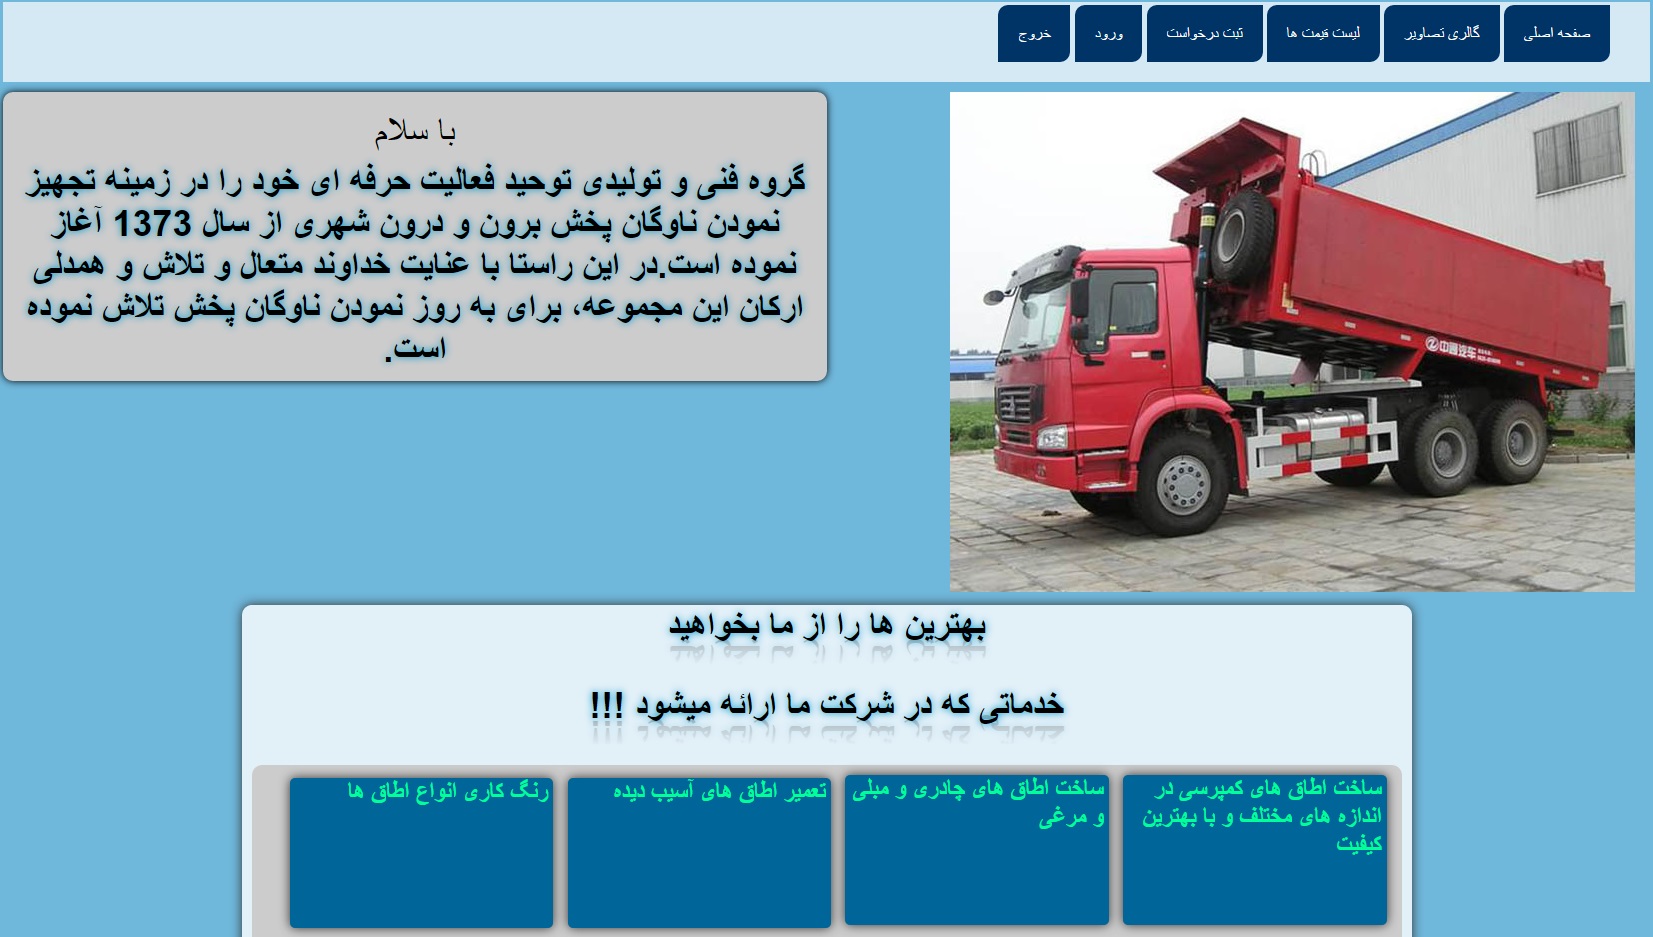 صفحه اصلی
گالری تصاویر
لیست قیمت ها
ثبت درخواست
ورود
خروج
با سلام
گروه فنی و تولیدی توحید فعالیت حرفه ای خود را در زمینه تجهیز
نمودن ناوگان پخش برون و درون شهری از سال 1373 آغاز
نموده است.در این راستا با عنایت خداوند متعال و تلاش و همدلی
ارکان این مجموعه، برای به روز نمودن ناوگان پخش تلاش نموده
است.
中通汽车
بهترین ها را از ما بخواهید
خدماتی که در شرکت ما ارائه میشود !!!
ساخت اطاق های کمپرسی در
اندازه های مختلف و با بهترین
کیفیت
ساخت اطاق های چادری و مبلی
و مرغی
تعمیر اطاق های آسیب دیده
رنگ کاری انواع اطاق ها